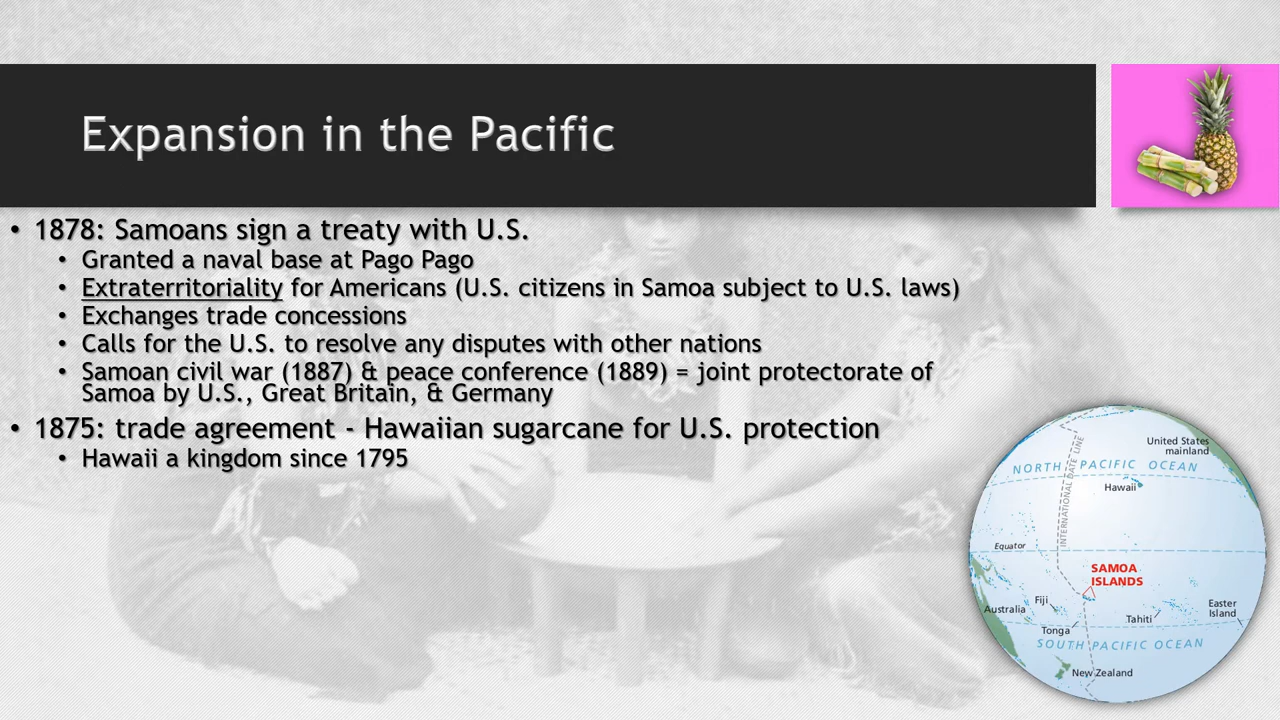 Expansion in the Pacific
• 1878: Samoans sign a treaty with U.S.
• Granted a naval base at Pago Pago
• Extraterritoriality for Americans (U.S. citizens in Samoa subject to U.S. laws)
• Exchanges trade concessions
• Calls for the U.S. to resolve any disputes with other nations
• Samoan civil war (1887) & peace conference (1889) = joint protectorate of
Samoa by U.S., Great Britain, & Germany
• 1875: trade agreement - Hawaiian sugarcane for U.S. protection
• Hawaii a kingdom since 1795
United States
mainland
NORTH PACIFIC OCEAN
Hawaii
INTERNATIONAL DATE LINE
Equator
SAMOA
ISLANDS
Fiji
Australia
Easter
Island
Tahiti
Tonga
SOUTH PACIFIC OCEAN
New Zealand